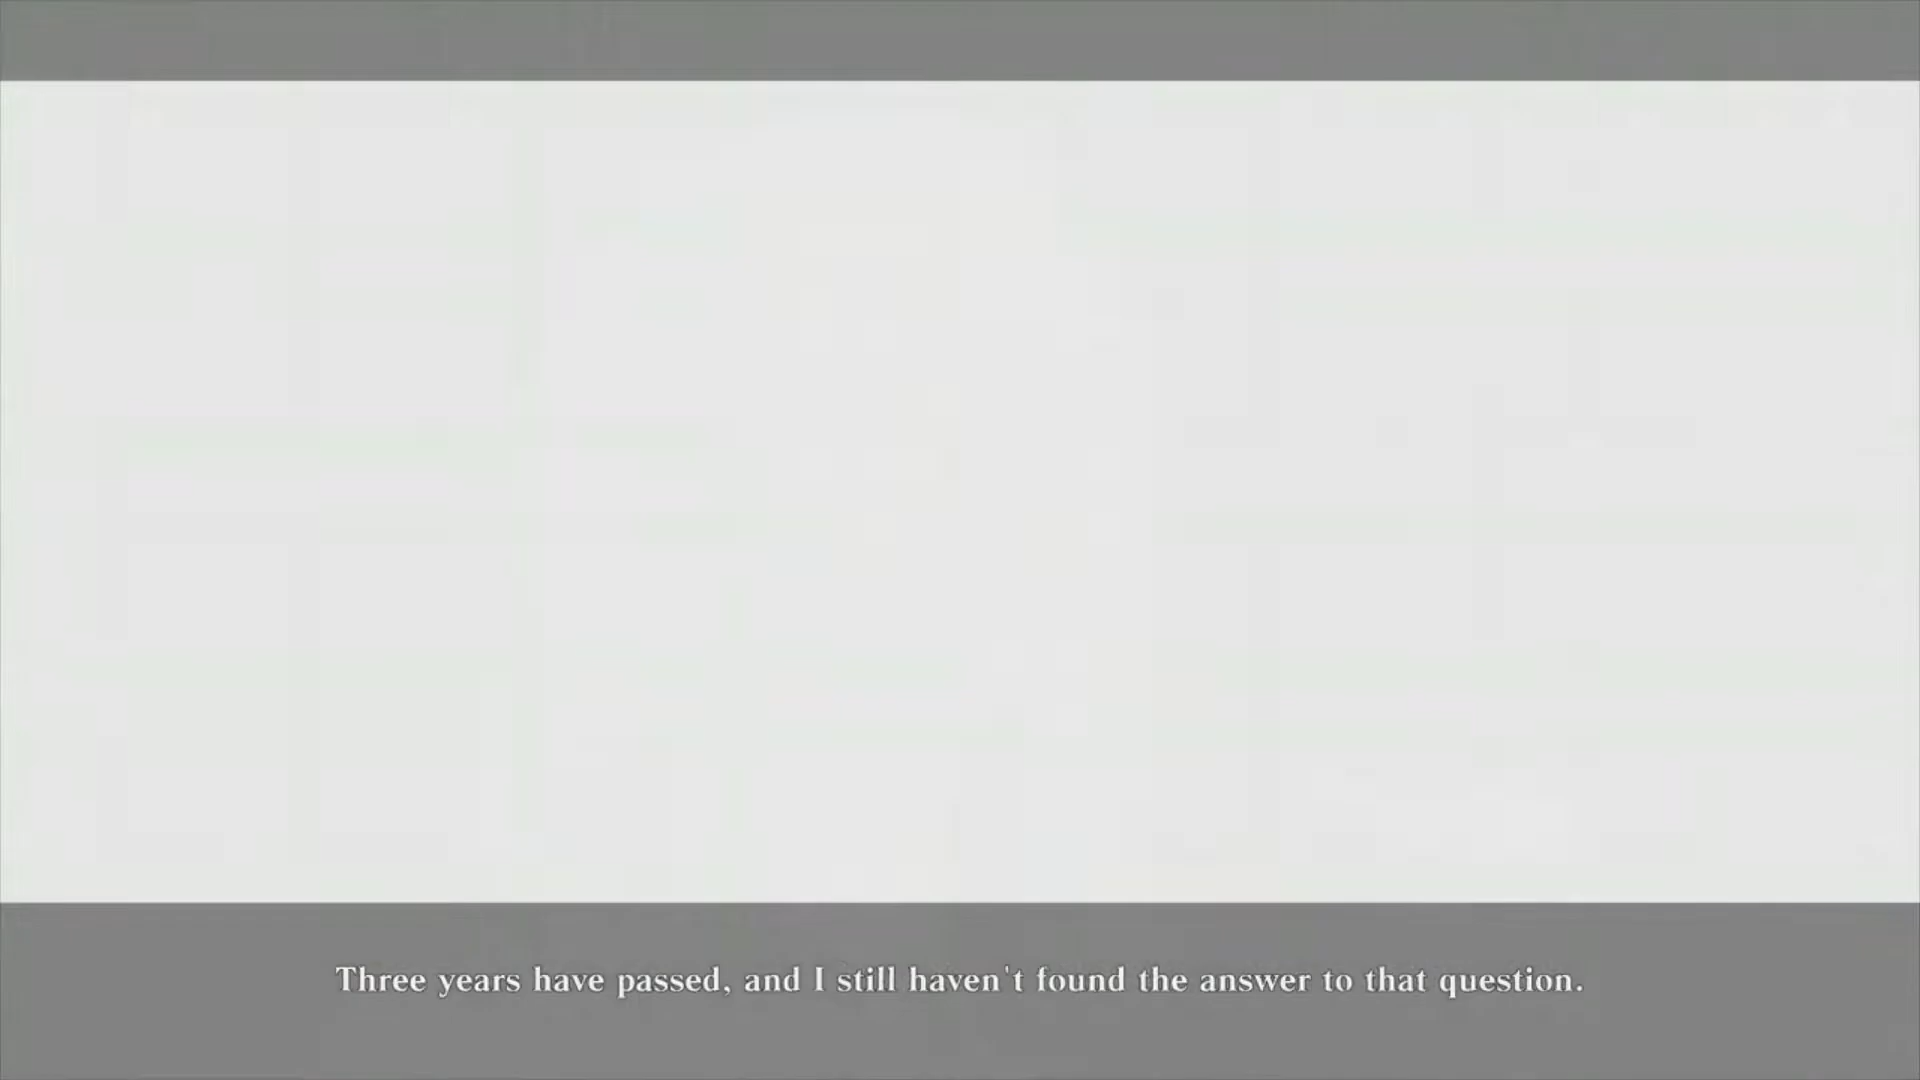 Three years have passed, and I still haven't found the answer to that question.